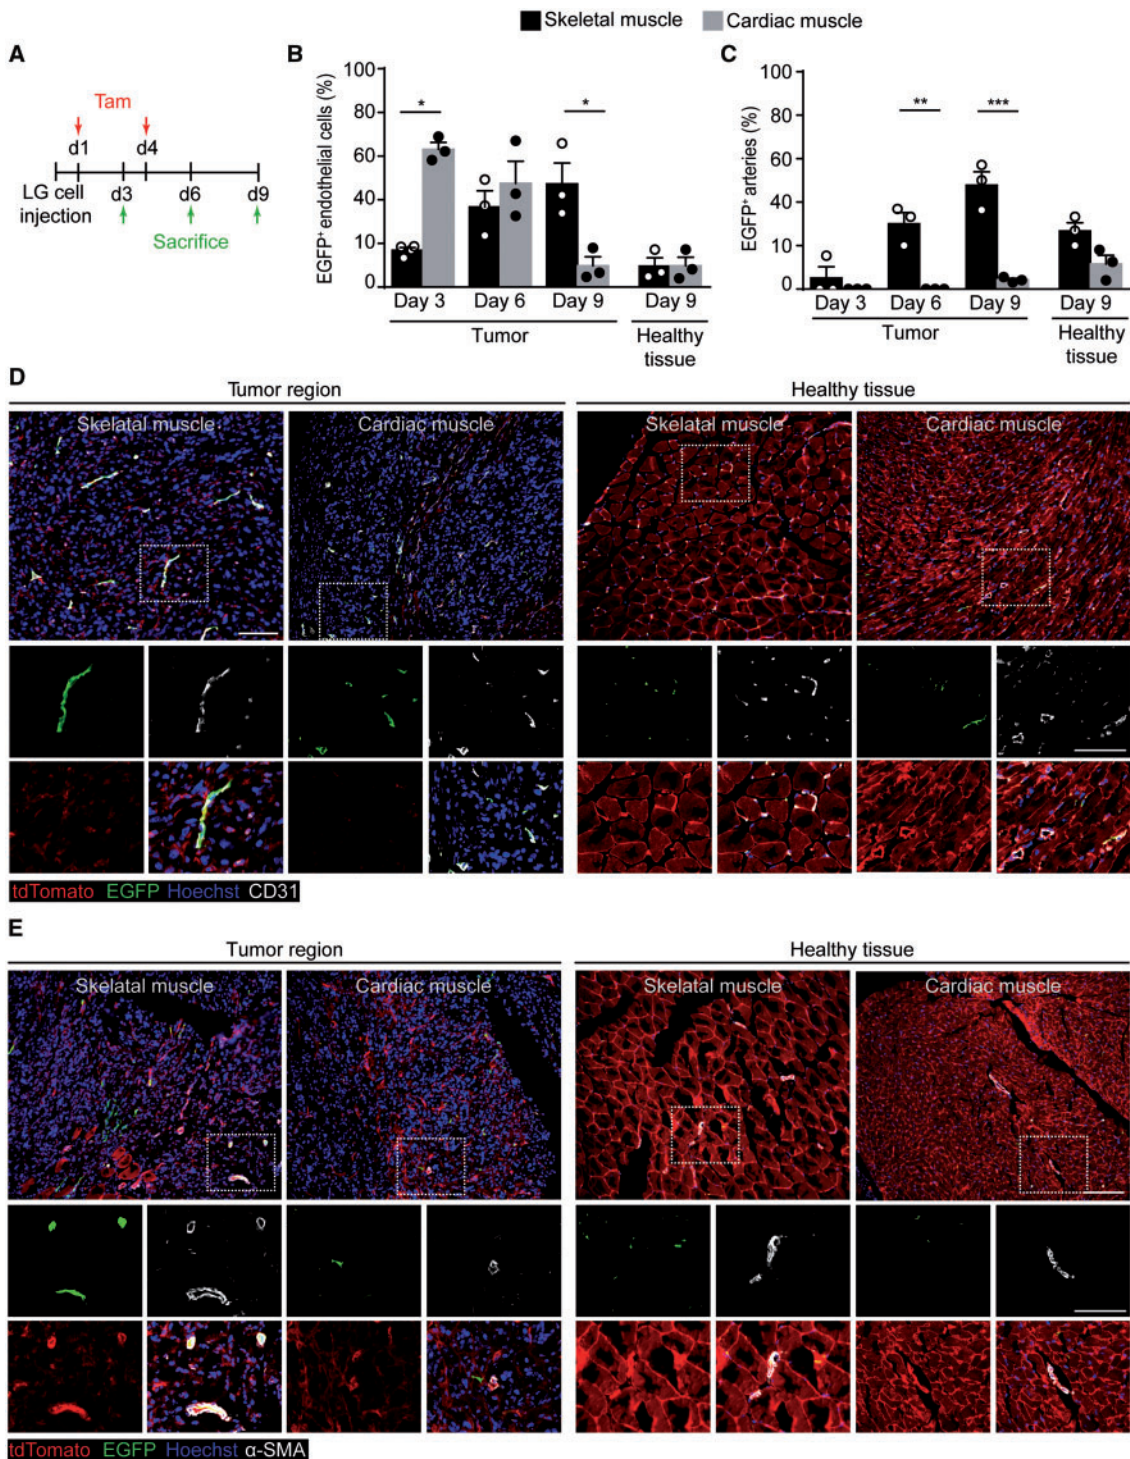 Skeletal muscle Cardiac muscle
A
Tam
d1 d4
LG cell
injection
d3 d6 d9
Sacrifice
B
EGFP+ endothelial cells (%)
100
80
60
40
10
0
* *
Day 3 Day 6 Day 9 Day 9
Tumor Healthy
tissue
C
EGFP+ arteries (%)
100
80
60
40
10
0
** ***
Day 3 Day 6 Day 9 Day 9
Tumor Healthy
tissue
D
Tumor region Healthy tissue
Skelatal muscle Cardiac muscle Skelatal muscle Cardiac muscle
tdTomato EGFP Hoechst CD31
E
Tumor region Healthy tissue
Skelatal muscle Cardiac muscle Skelatal muscle Cardiac muscle
tdTomato EGFP Hoechst α-SMA